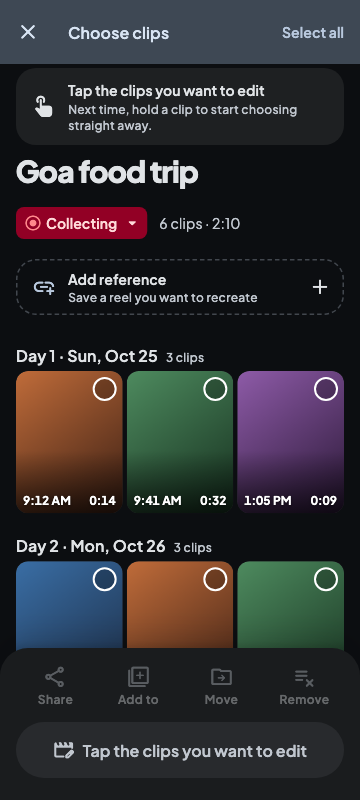 Choose clips
Select all
Tap the clips you want to edit
Next time, hold a clip to start choosing
straight away.
Goa food trip
Collecting
6 clips · 2:10
Add reference
Save a reel you want to recreate
Day 1 · Sun, Oct 25 3 clips
9:12 AM 0:14
9:41 AM 0:32
1:05 PM 0:09
Day 2 · Mon, Oct 26 3 clips
Share
Add to
Move
Remove
Tap the clips you want to edit